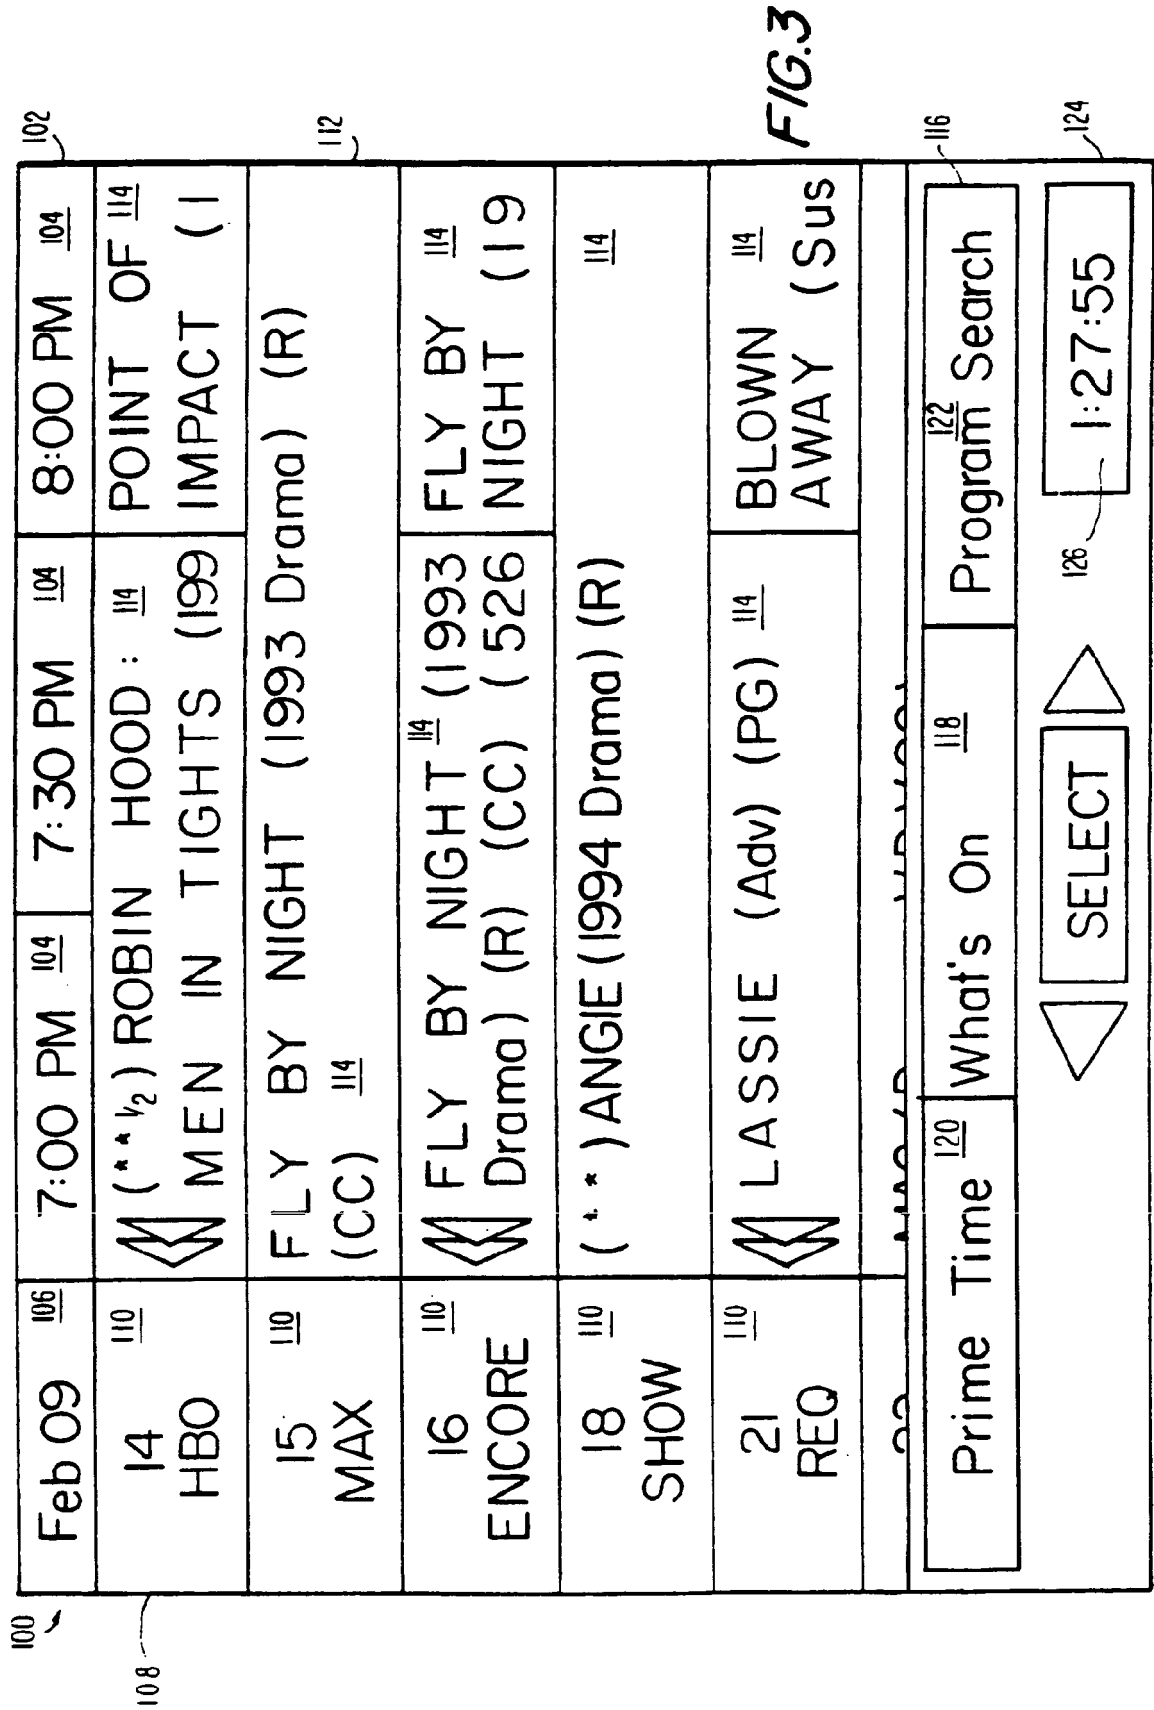 100
102
Feb 09 106 7:00 PM 104 7:30 PM 104 8:00 PM 104
108
14 110
HBO
(**½) ROBIN HOOD: 114
MEN IN TIGHTS (199
POINT OF 114
IMPACT (1
15 110
MAX
FLY BY NIGHT (1993 Drama) (R)
(CC) 114
112
16 110
ENCORE
FLY BY NIGHT 114 (1993
Drama) (R) (CC) (526
FLY BY 114
NIGHT (19
18 110
SHOW
(**) ANGIE (1994 Drama) (R) 114
21 110
REQ
LASSIE (Adv) (PG) 114
BLOWN 114
AWAY (Sus
FIG.3
Prime Time 120 What's On 118 Program Search 122
116
SELECT
126
1:27:55
124